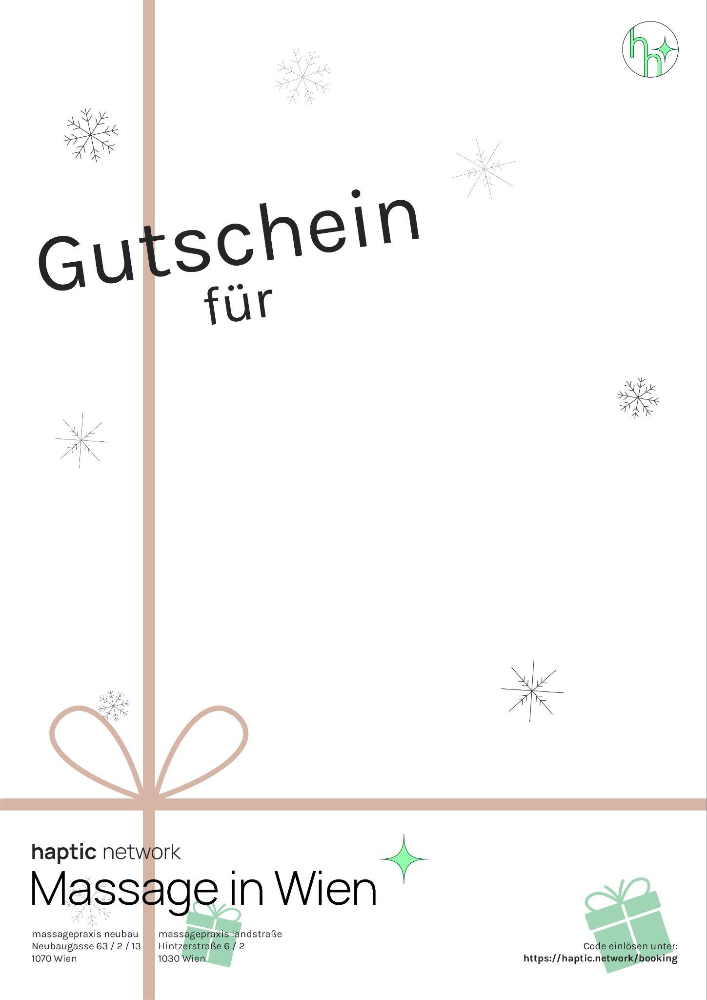 hh
Gutschein
für
haptic network
Massage in Wien
massagepraxis neubau
Neubaugasse 63 / 2 / 13
1070 Wien
massagepraxis landstraße
Hintzerstraße 6 / 2
1030 Wien
Code einlösen unter:
https://haptic.network/booking